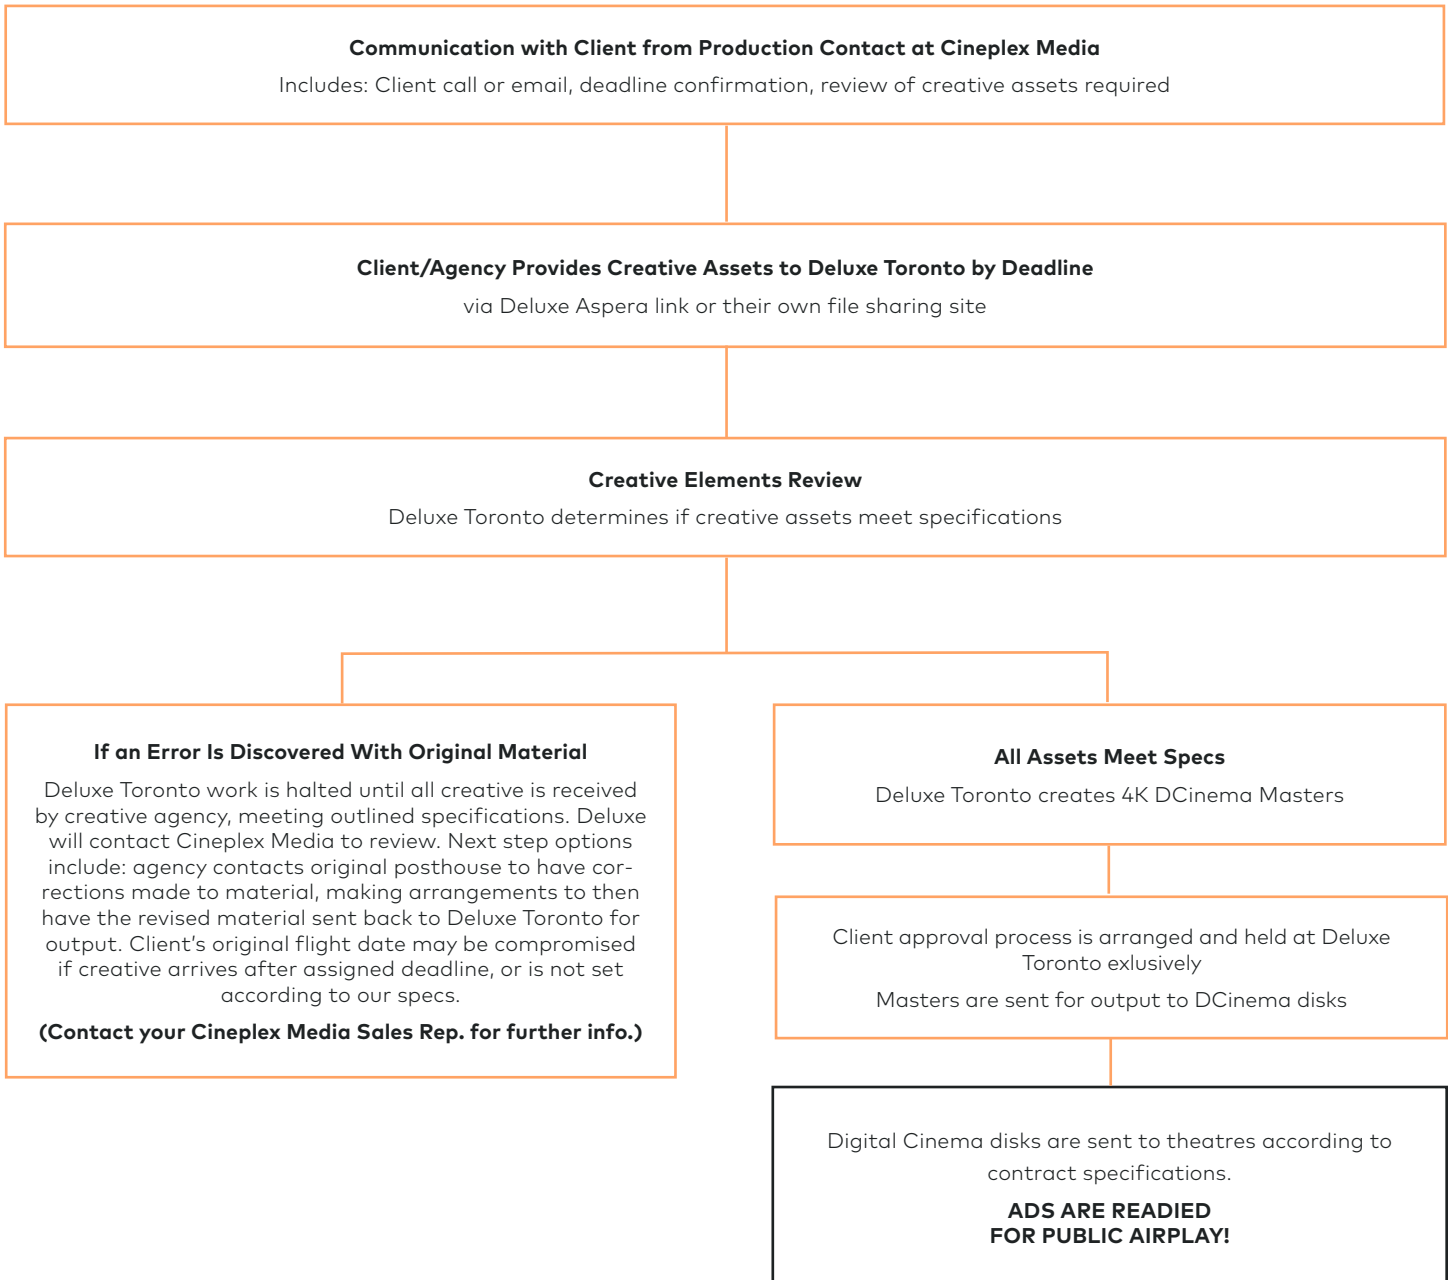 Communication with Client from Production Contact at Cineplex Media
Includes: Client call or email, deadline confirmation, review of creative assets required
Client/Agency Provides Creative Assets to Deluxe Toronto by Deadline
via Deluxe Aspera link or their own file sharing site
Creative Elements Review
Deluxe Toronto determines if creative assets meet specifications
If an Error Is Discovered With Original Material
Deluxe Toronto work is halted until all creative is received
by creative agency, meeting outlined specifications. Deluxe
will contact Cineplex Media to review. Next step options
include: agency contacts original posthouse to have cor-
rections made to material, making arrangements to then
have the revised material sent back to Deluxe Toronto for
output. Client's original flight date may be compromised
if creative arrives after assigned deadline, or is not set
according to our specs.
(Contact your Cineplex Media Sales Rep. for further info.)
All Assets Meet Specs
Deluxe Toronto creates 4K DCinema Masters
Client approval process is arranged and held at Deluxe
Toronto exlusively
Masters are sent for output to DCinema disks
Digital Cinema disks are sent to theatres according to
contract specifications.
ADS ARE READIED
FOR PUBLIC AIRPLAY!